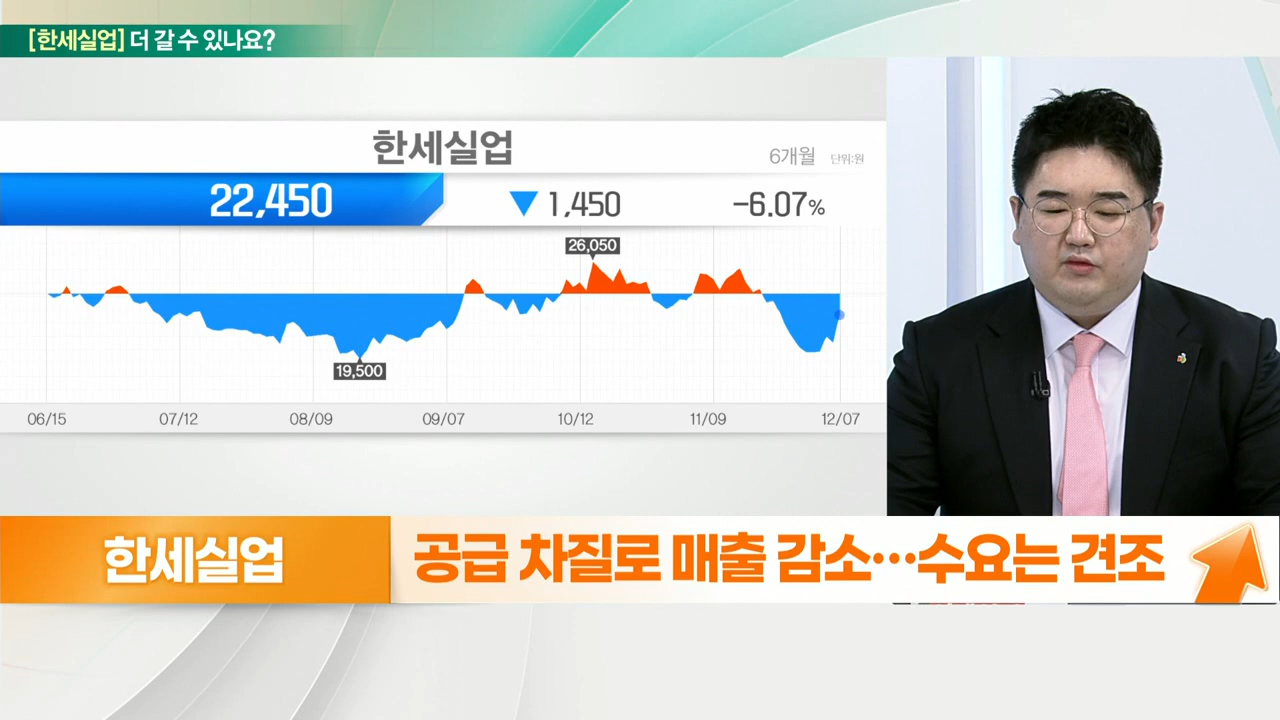 [한세실업] 더 갈 수 있나요?
한세실업
6개월 단위:원
22,450 ▼ 1,450 -6.07%
26,050
19,500
06/15 07/12 08/09 09/07 10/12 11/09 12/07
한세실업 공급 차질로 매출 감소…수요는 견조